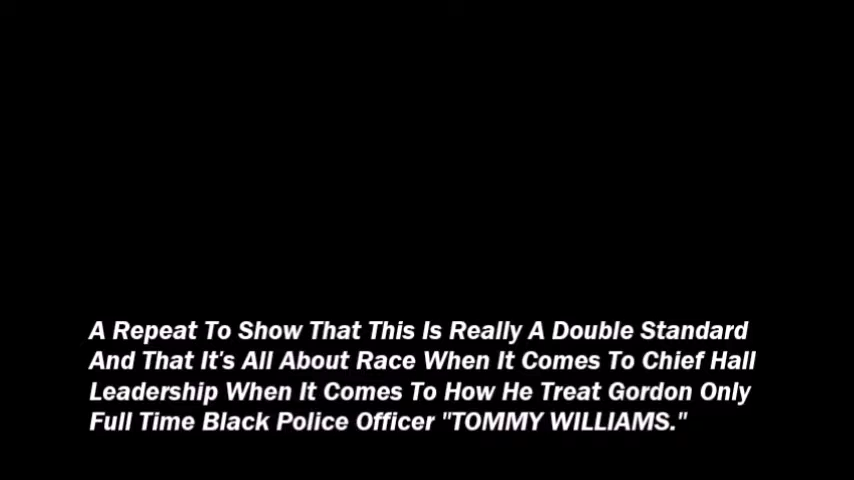 A Repeat To Show That This Is Really A Double Standard
And That It's All About Race When It Comes To Chief Hall
Leadership When It Comes To How He Treat Gordon Only
Full Time Black Police Officer "TOMMY WILLIAMS."